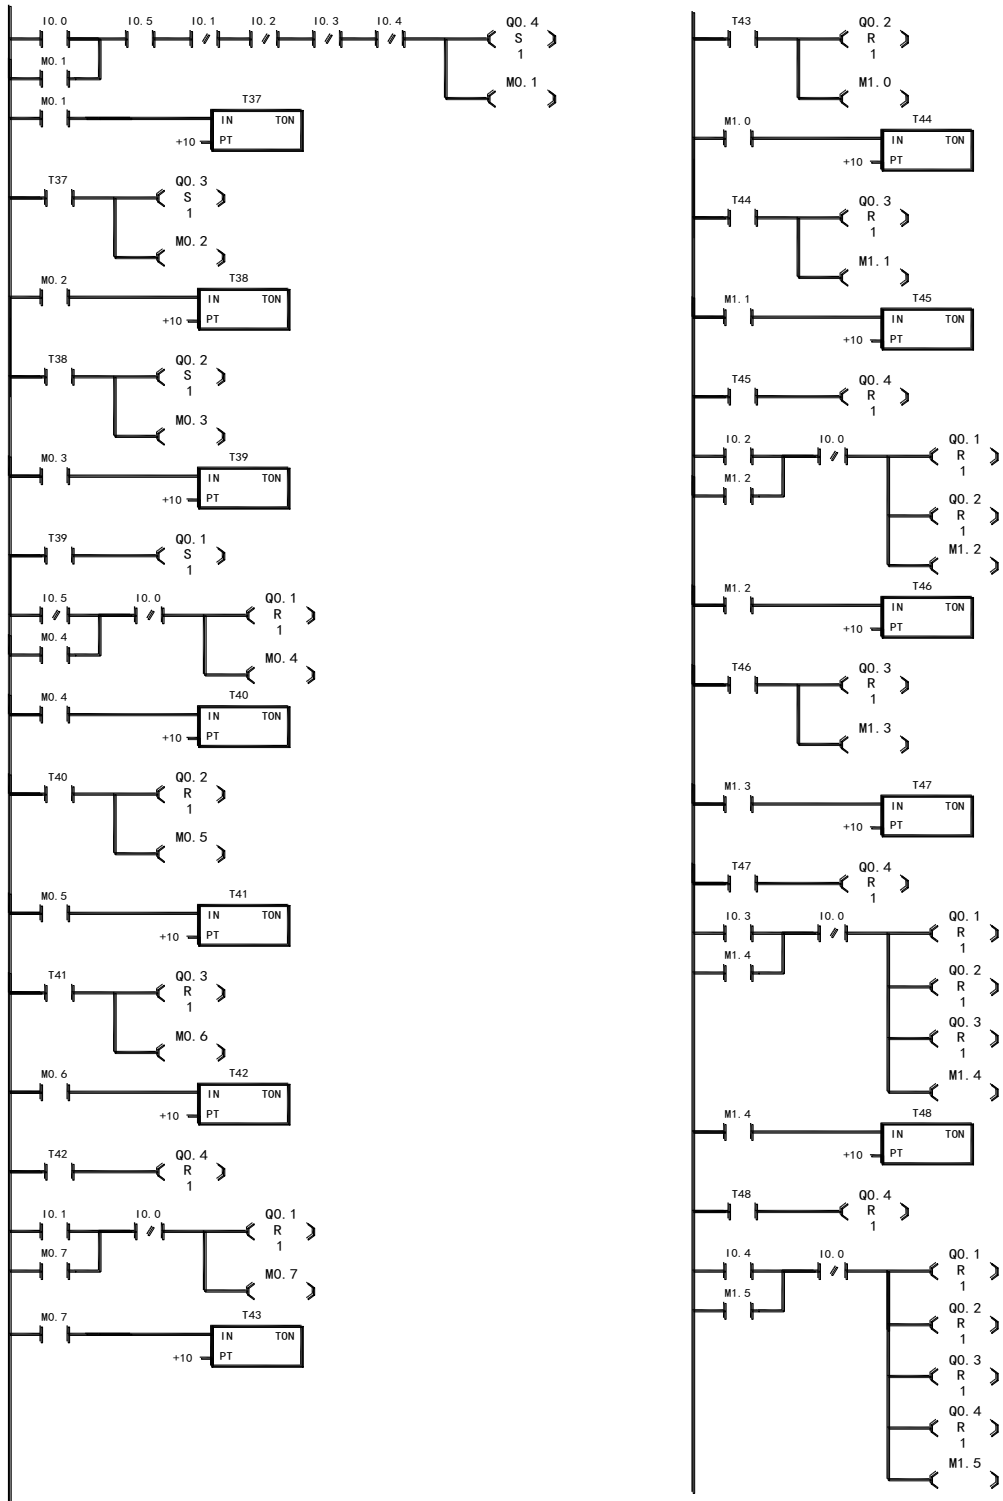 I0.0 I0.5 I0.1 I0.2 I0.3 I0.4 Q0.4
S
1
M0.1 M0.1
M0.1 T37
IN TON
+10 PT
T37 Q0.3
S
1
M0.2
M0.2 T38
IN TON
+10 PT
T38 Q0.2
S
1
M0.3
M0.3 T39
IN TON
+10 PT
T39 Q0.1
S
1
I0.5 I0.0 Q0.1
R
1
M0.4 M0.4
M0.4 T40
IN TON
+10 PT
T40 Q0.2
R
1
M0.5
M0.5 T41
IN TON
+10 PT
T41 Q0.3
R
1
M0.6
M0.6 T42
IN TON
+10 PT
T42 Q0.4
R
1
I0.1 I0.0 Q0.1
R
1
M0.7 M0.7
M0.7 T43
IN TON
+10 PT
T43 Q0.2
R
1
M1.0
M1.0 T44
IN TON
+10 PT
T44 Q0.3
R
1
M1.1
M1.1 T45
IN TON
+10 PT
T45 Q0.4
R
1
I0.2 I0.0 Q0.1
R
1
M1.2 Q0.2
R
1
M1.2
M1.2 T46
IN TON
+10 PT
T46 Q0.3
R
1
M1.3
M1.3 T47
IN TON
+10 PT
T47 Q0.4
R
1
I0.3 I0.0 Q0.1
R
1
M1.4 Q0.2
R
1
Q0.3
R
1
M1.4
M1.4 T48
IN TON
+10 PT
T48 Q0.4
R
1
I0.4 I0.0 Q0.1
R
1
M1.5 Q0.2
R
1
Q0.3
R
1
Q0.4
R
1
M1.5